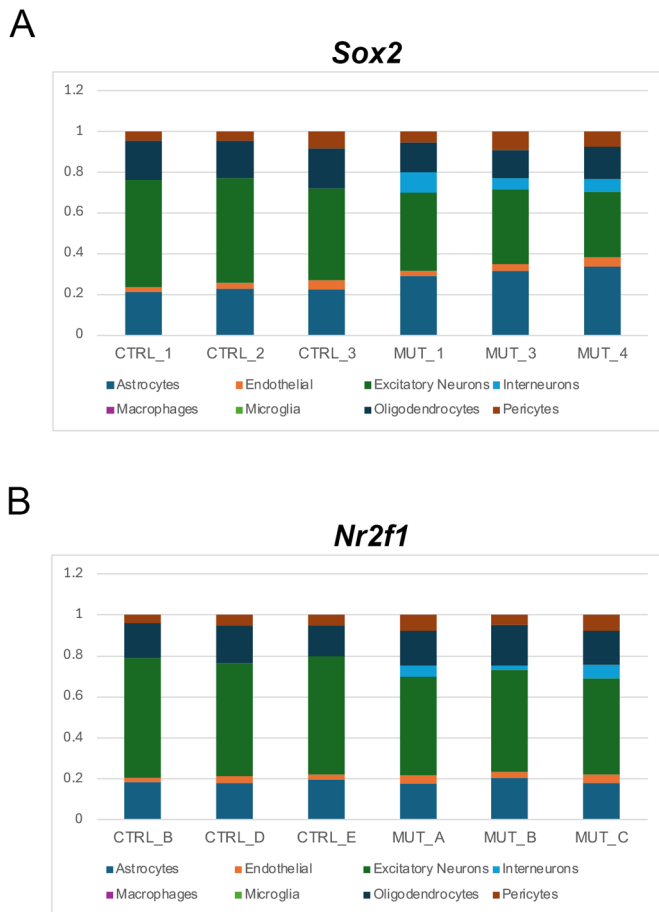 A
Sox2
1.2
1
0.8
0.6
0.4
0.2
0
CTRL_1 CTRL_2 CTRL_3 MUT_1 MUT_3 MUT_4
Astrocytes Endothelial Excitatory Neurons Interneurons
Macrophages Microglia Oligodendrocytes Pericytes
B
Nr2f1
1.2
1
0.8
0.6
0.4
0.2
0
CTRL_B CTRL_D CTRL_E MUT_A MUT_B MUT_C
Astrocytes Endothelial Excitatory Neurons Interneurons
Macrophages Microglia Oligodendrocytes Pericytes